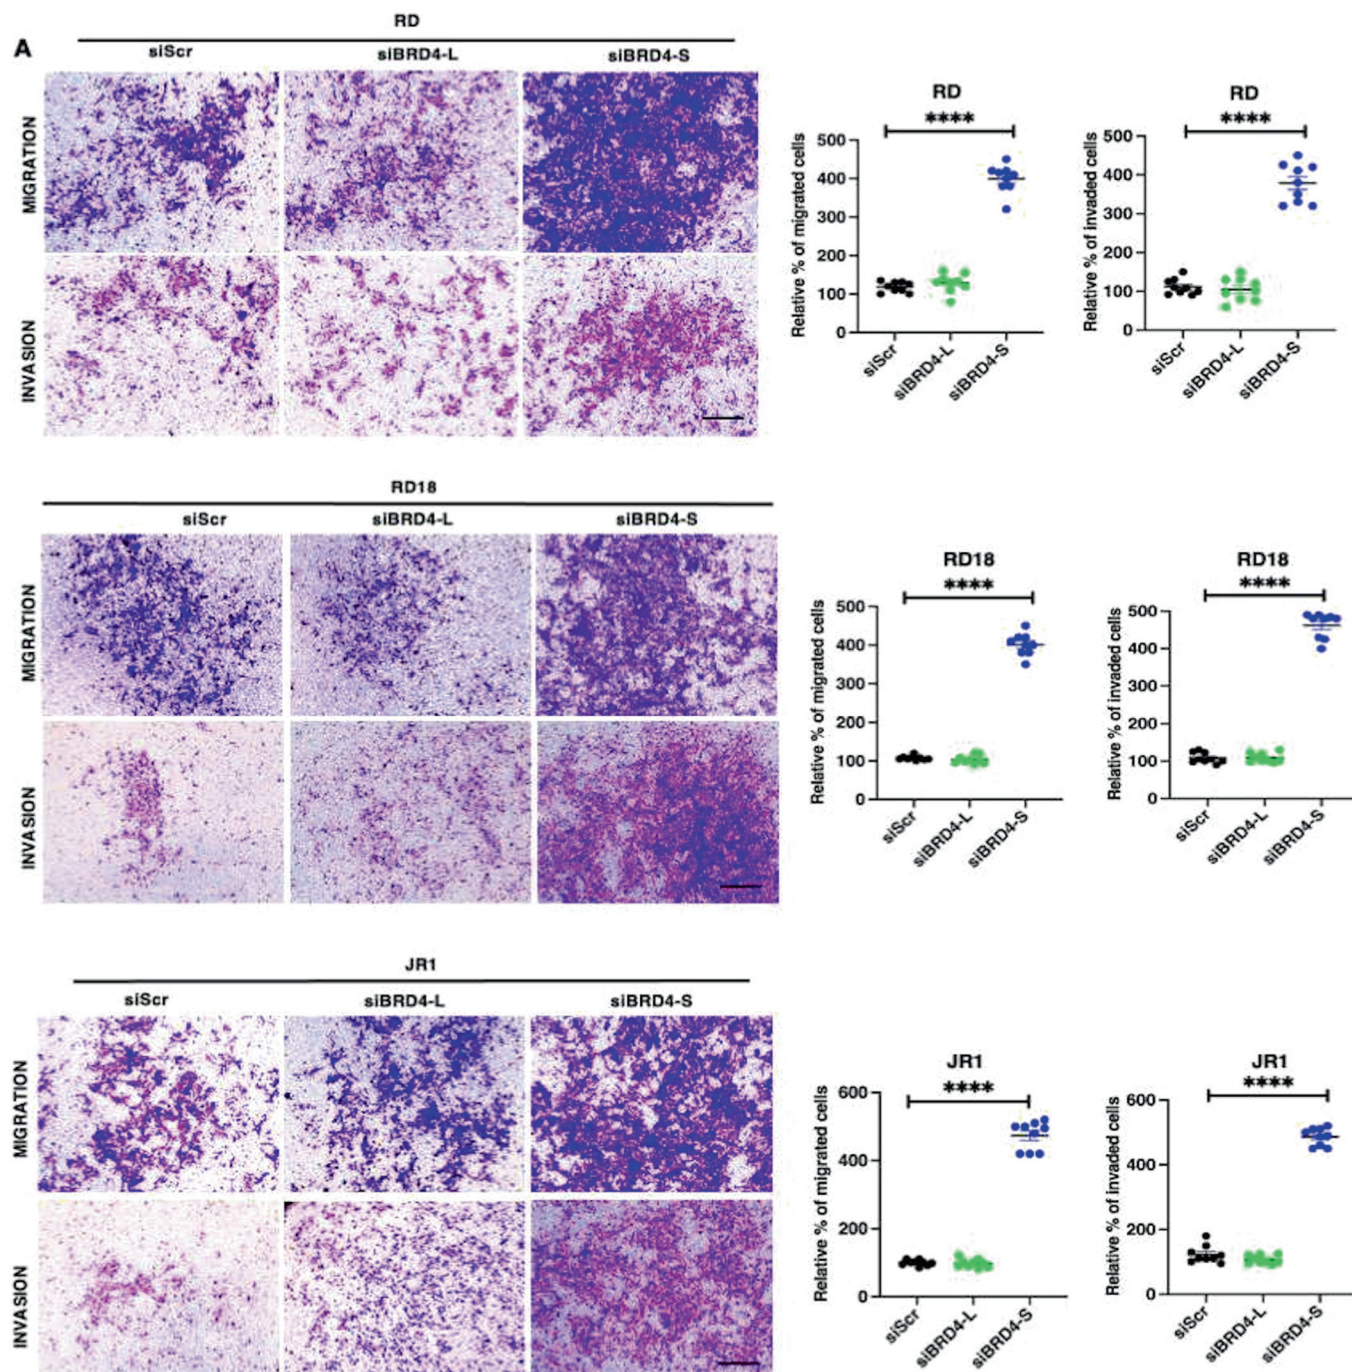 A
RD
siScr siBRD4-L siBRD4-S
MIGRATION
INVASION
RD
****
Relative % of migrated cells
500
400
300
200
100
0
siScr
siBRD4-L
siBRD4-S
RD
****
Relative % of invaded cells
500
400
300
200
100
0
siScr
siBRD4-L
siBRD4-S
RD18
siScr siBRD4-L siBRD4-S
MIGRATION
INVASION
RD18
****
Relative % of migrated cells
500
400
300
200
100
0
siScr
siBRD4-L
siBRD4-S
RD18
****
Relative % of invaded cells
500
400
300
200
100
0
siScr
siBRD4-L
siBRD4-S
JR1
siScr siBRD4-L siBRD4-S
MIGRATION
INVASION
JR1
****
Relative % of migrated cells
600
400
200
0
siScr
siBRD4-L
siBRD4-S
JR1
****
Relative % of invaded cells
600
400
200
0
siScr
siBRD4-L
siBRD4-S